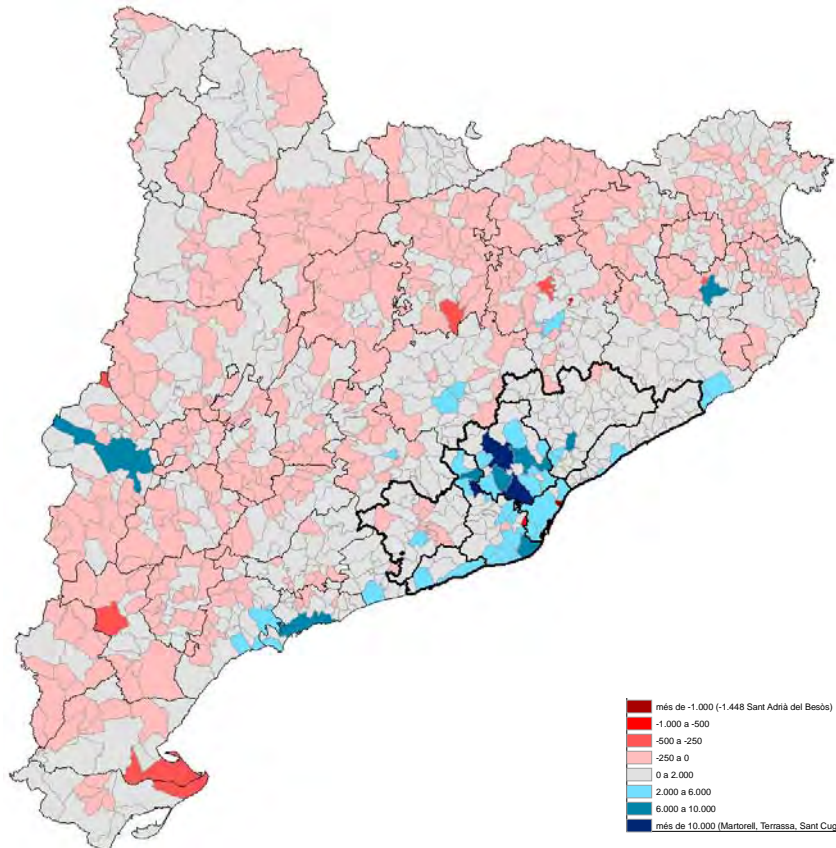 més de -1.000 (-1.448 Sant Adrià del Besòs)
-1.000 a -500
-500 a -250
-250 a 0
0 a 2.000
2.000 a 6.000
6.000 a 10.000
més de 10.000 (Martorell, Terrassa, Sant Cug